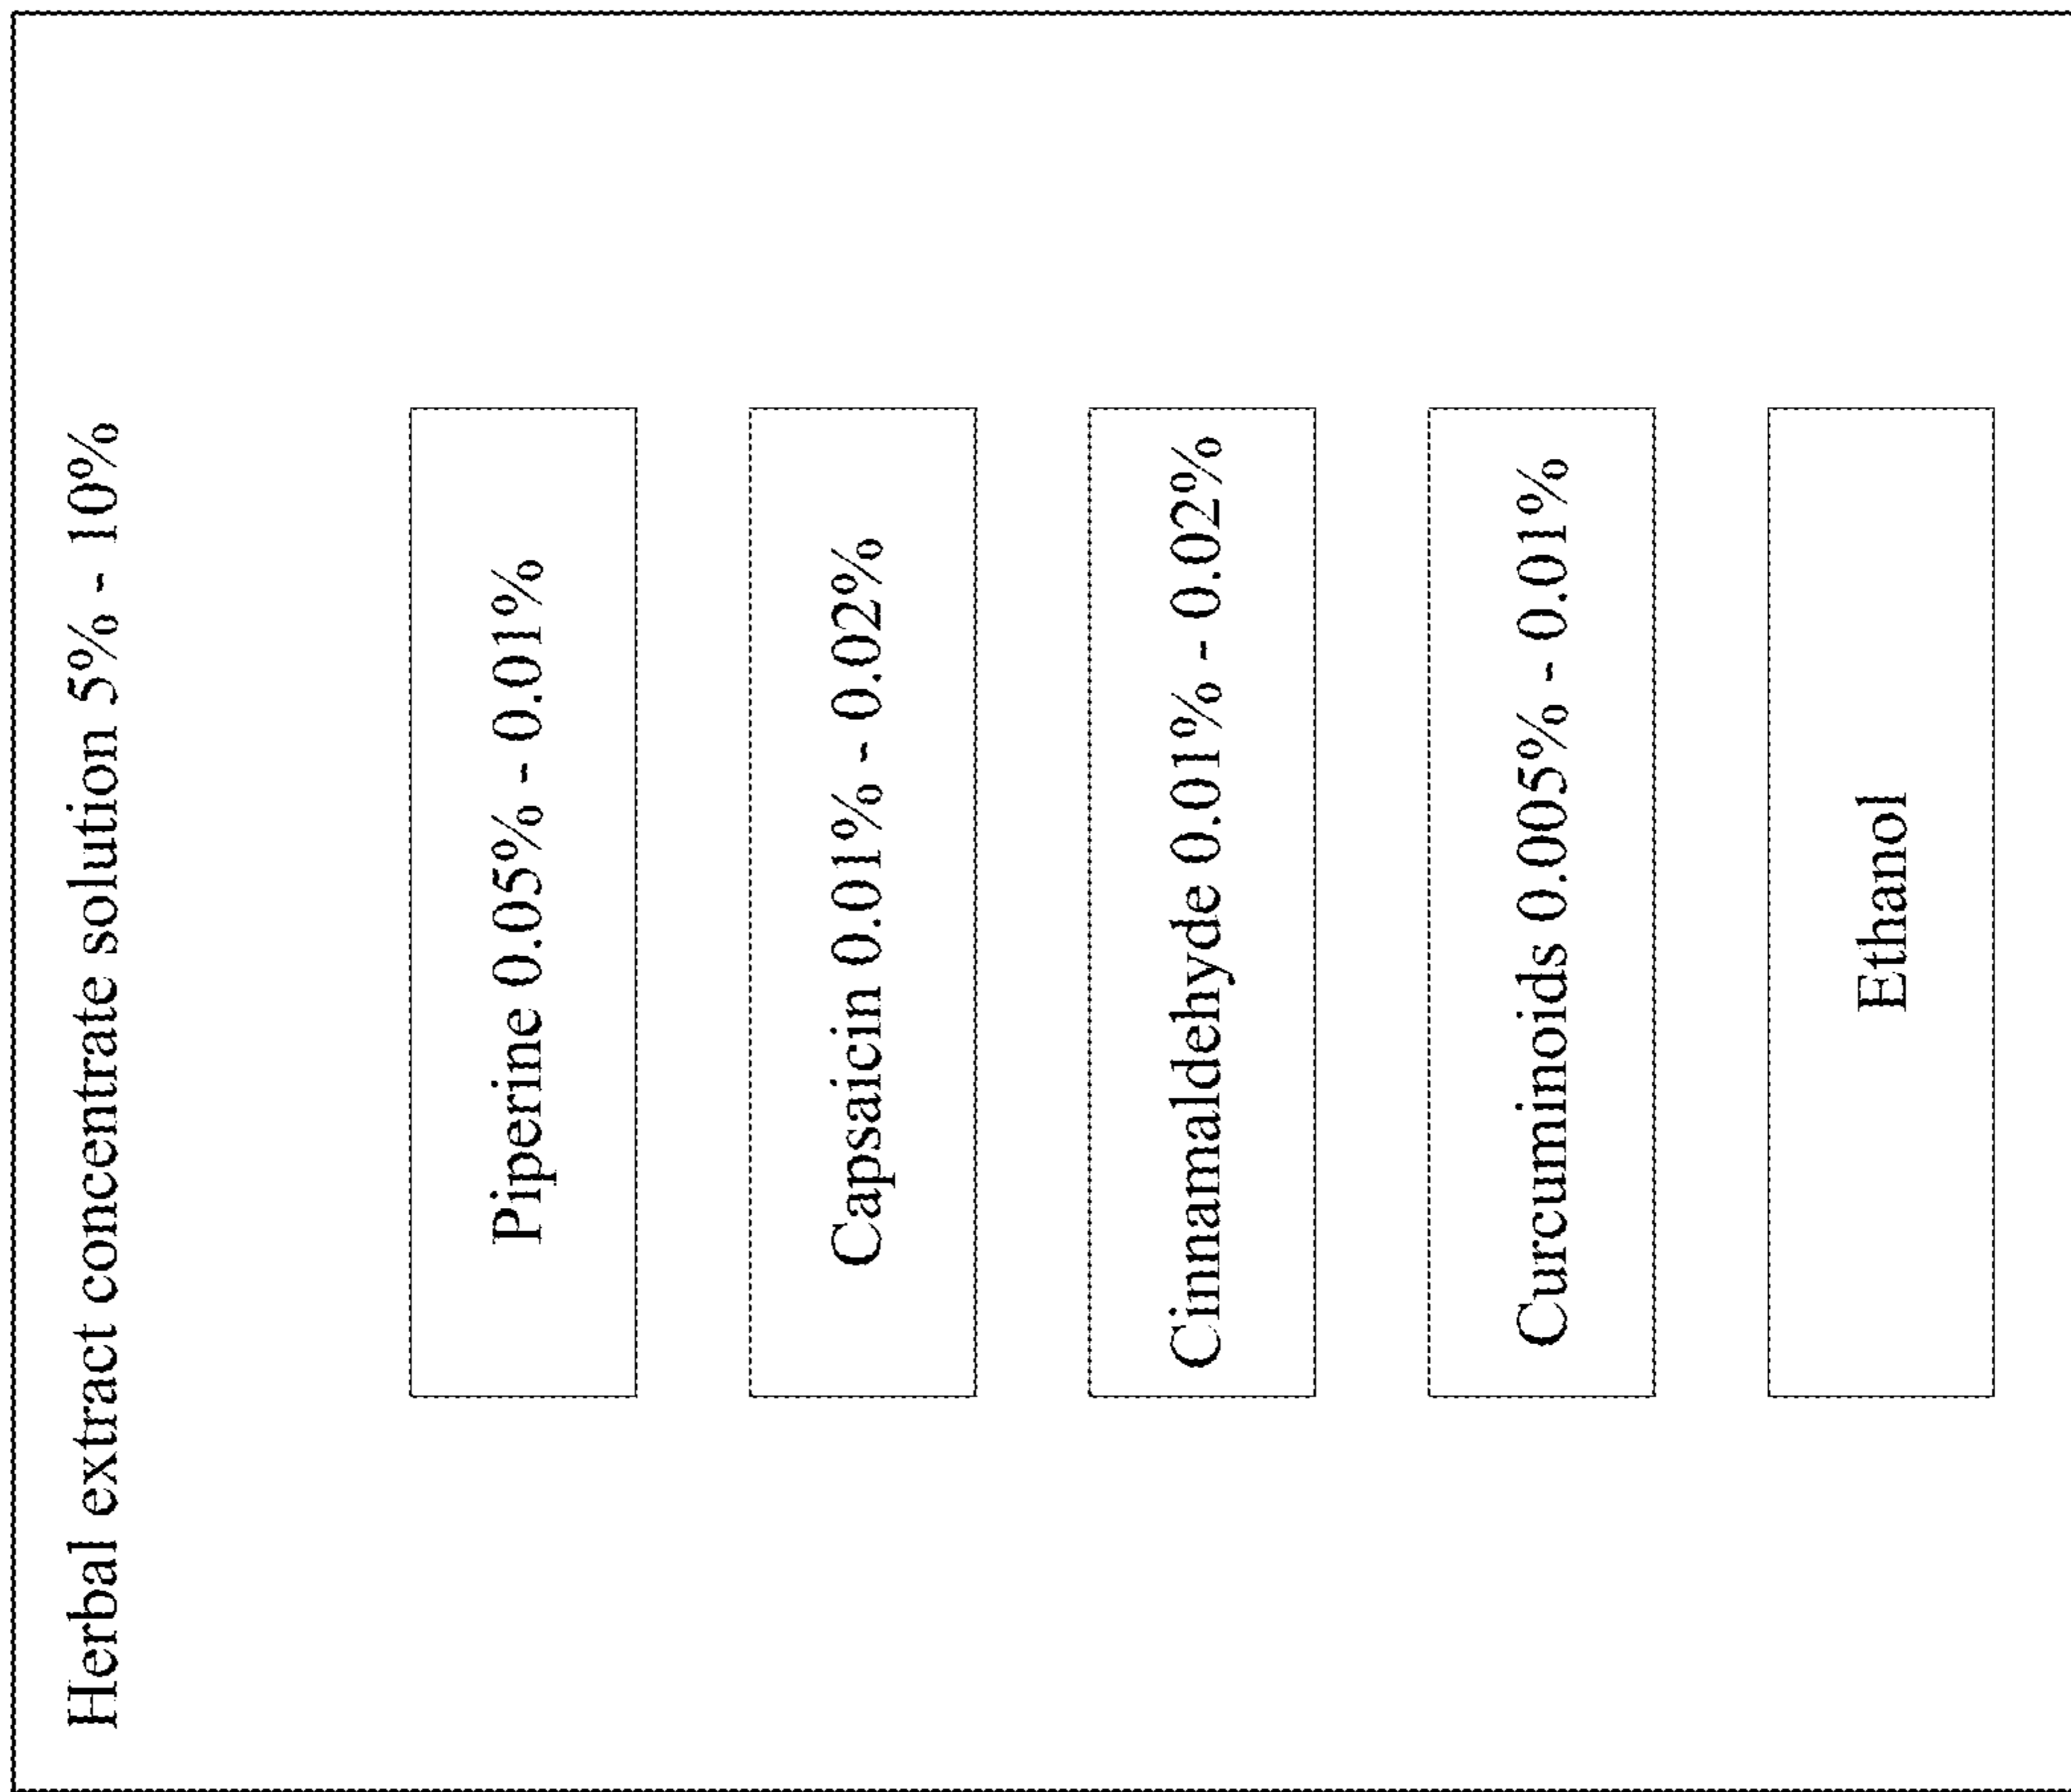 Herbal extract concentrate solution 5% - 10%
Piperine 0.05% - 0.01%
Capsaicin 0.01% - 0.02%
Cinnamaldehyde 0.01% - 0.02%
Curcuminoids 0.005% - 0.01%
Ethanol